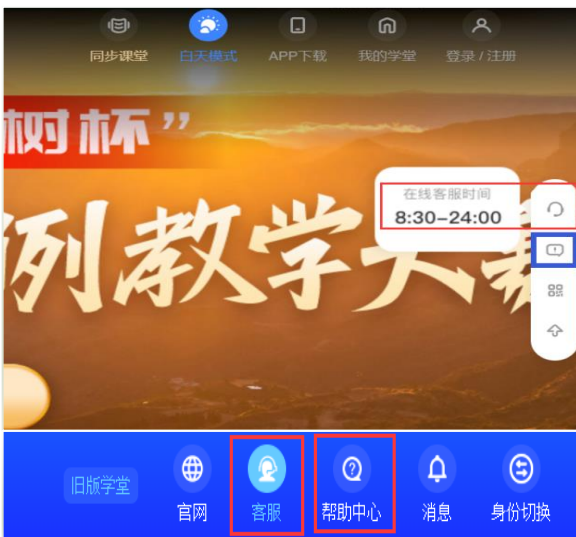 同步课堂 白天模式 APP下载 我的学堂 登录 / 注册
树杯”
在线客服时间
8:30–24:00
例教学大赛
旧版学堂 官网 客服 帮助中心 消息 身份切换